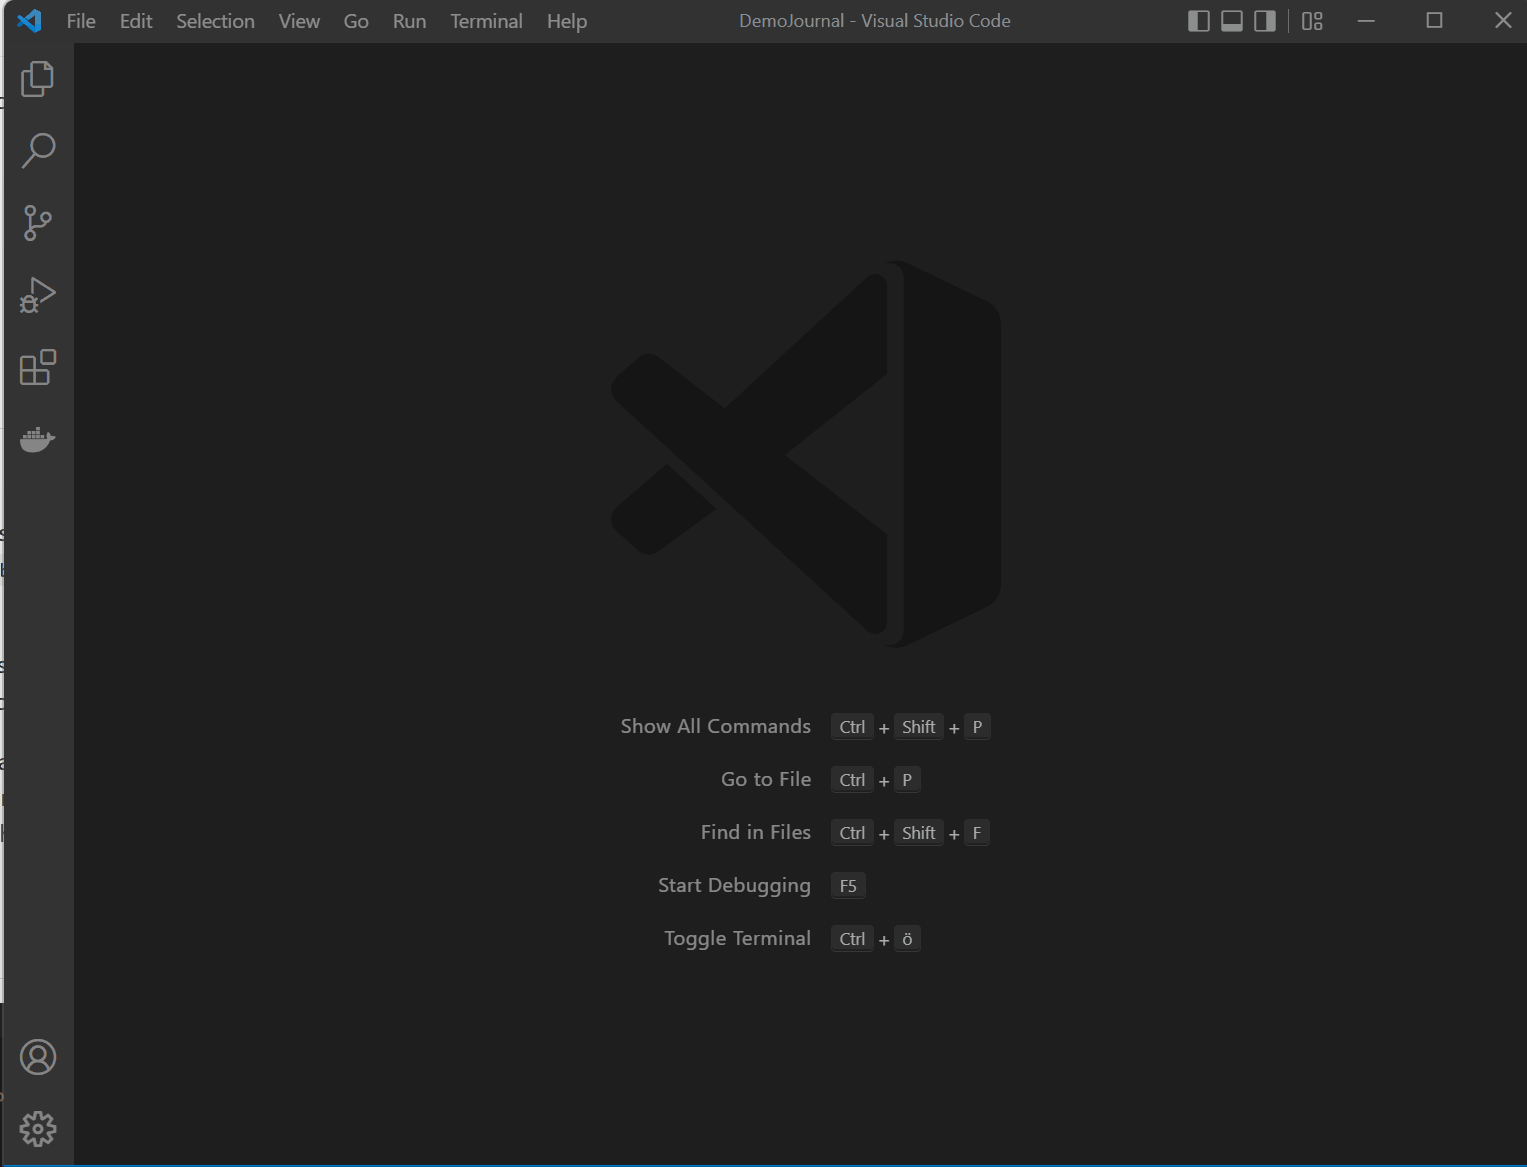 File Edit Selection View Go Run Terminal Help DemoJournal - Visual Studio Code
Show All Commands Ctrl + Shift + P
Go to File Ctrl + P
Find in Files Ctrl + Shift + F
Start Debugging F5
Toggle Terminal Ctrl + ö